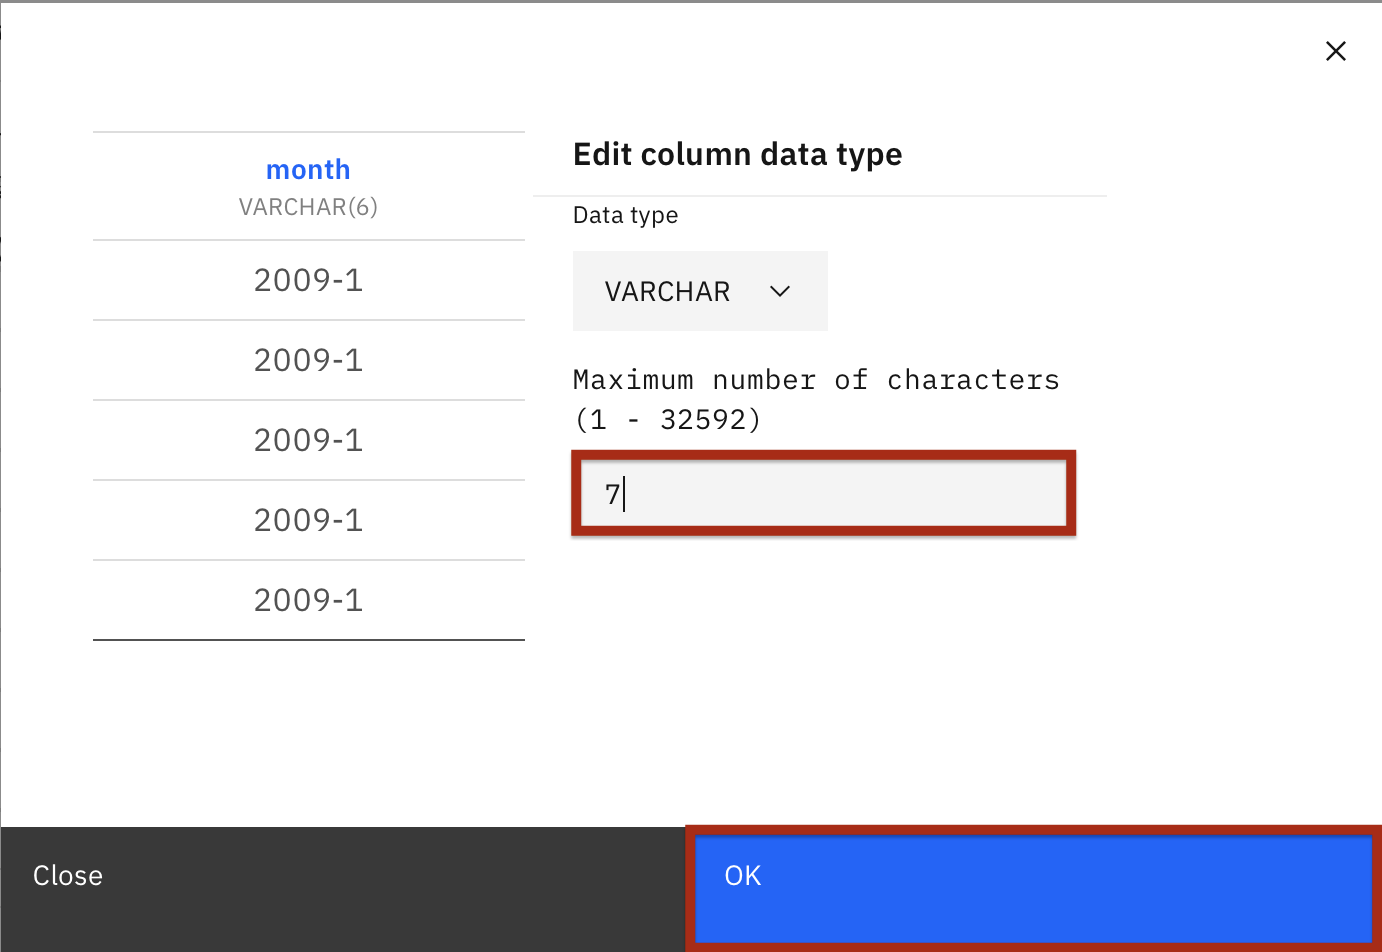 month
VARCHAR(6)
2009-1
2009-1
2009-1
2009-1
2009-1
Edit column data type
Data type
VARCHAR
Maximum number of characters
(1 - 32592)
7
Close
OK